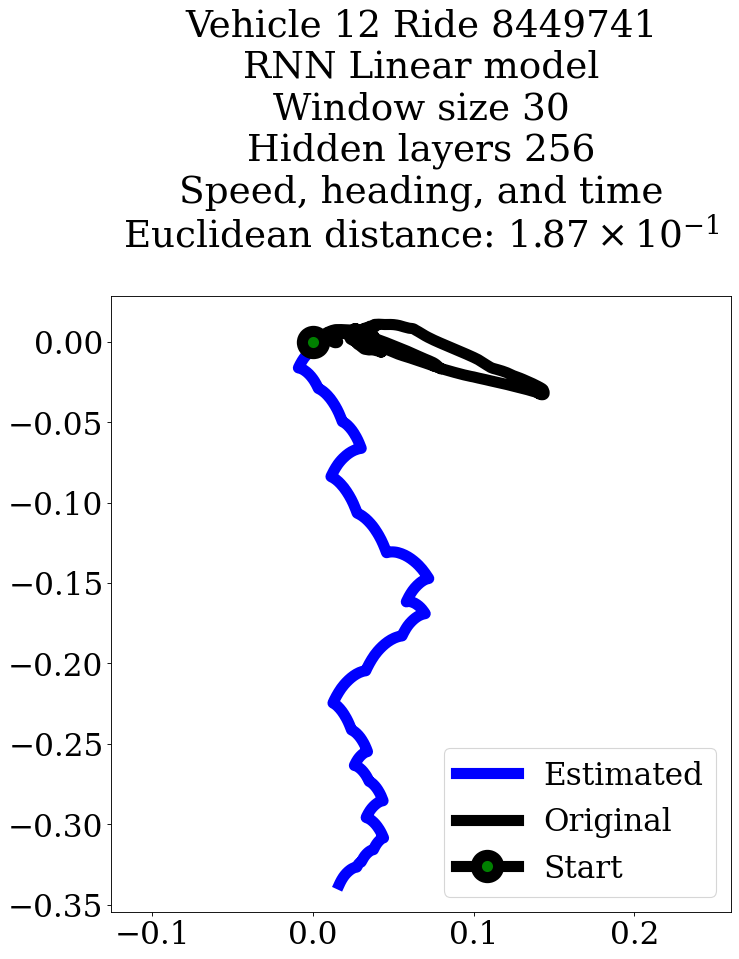 Vehicle 12 Ride 8449741
RNN Linear model
Window size 30
Hidden layers 256
Speed, heading, and time
Euclidean distance: 1.87 × 10⁻¹
0.00
−0.05
−0.10
−0.15
−0.20
−0.25
−0.30
−0.35
−0.1
0.0
0.1
0.2
Estimated
Original
Start